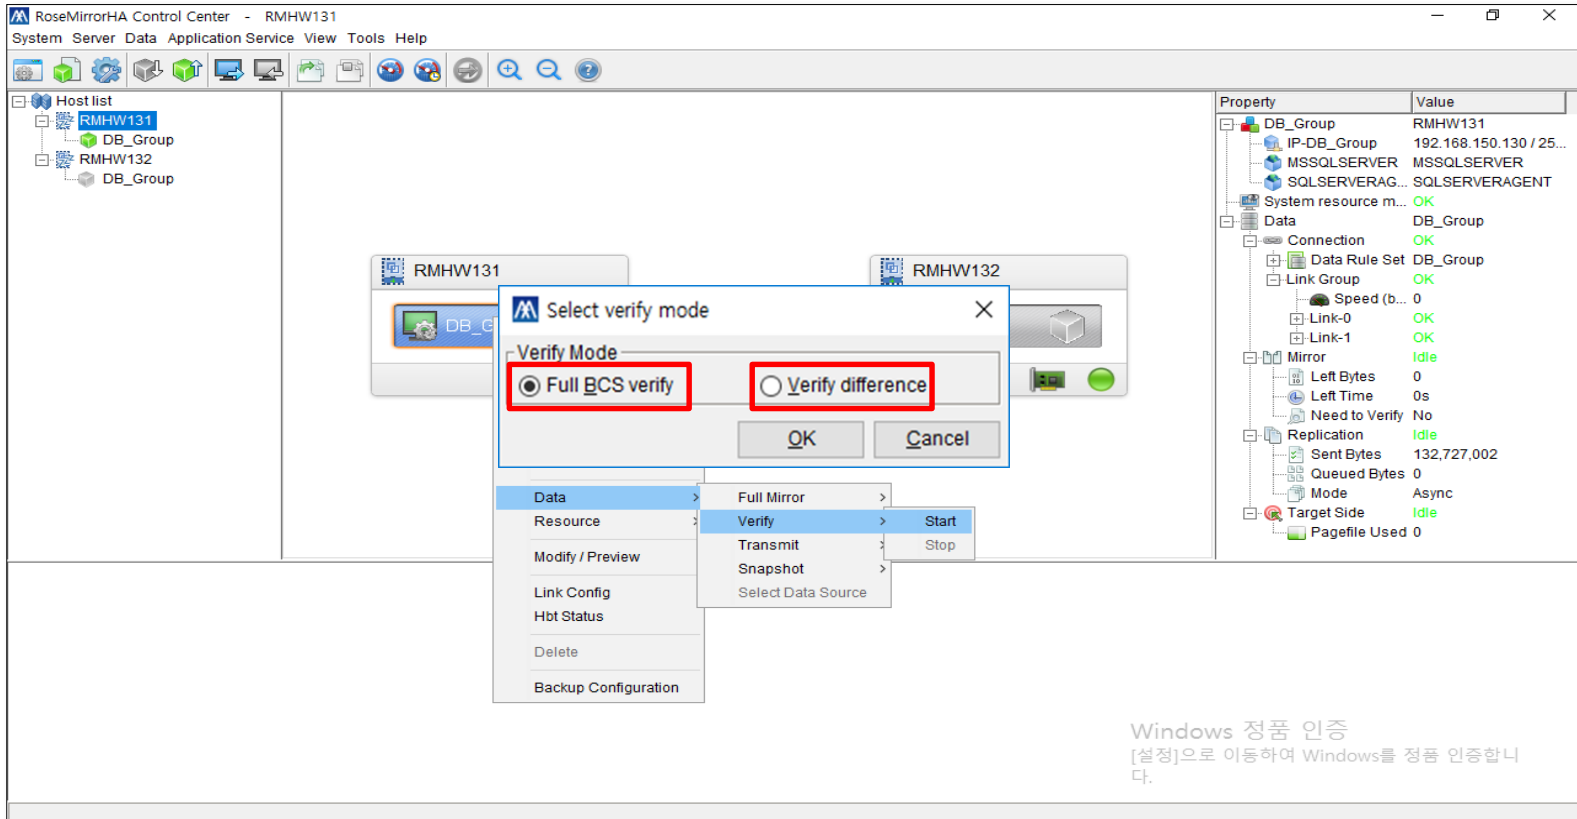 RoseMirrorHA Control Center - RMHW131
System Server Data Application Service View Tools Help
Host list
RMHW131
DB_Group
RMHW132
DB_Group
RMHW131
RMHW132
DB_G
Select verify mode
Verify Mode
Full BCS verify
Verify difference
OK
Cancel
Data
Resource
Modify / Preview
Link Config
Hbt Status
Delete
Backup Configuration
Full Mirror
Verify
Transmit
Snapshot
Select Data Source
Start
Stop
Property Value
DB_Group RMHW131
IP-DB_Group 192.168.150.130 / 25...
MSSQLSERVER MSSQLSERVER
SQLSERVERAG... SQLSERVERAGENT
System resource m... OK
Data DB_Group
Connection OK
Data Rule Set DB_Group
Link Group OK
Speed (b... 0
Link-0 OK
Link-1 OK
Mirror Idle
Left Bytes 0
Left Time 0s
Need to Verify No
Replication Idle
Sent Bytes 132,727,002
Queued Bytes 0
Mode Async
Target Side Idle
Pagefile Used 0
Windows 정품 인증
[설정]으로 이동하여 Windows를 정품 인증합니
다.